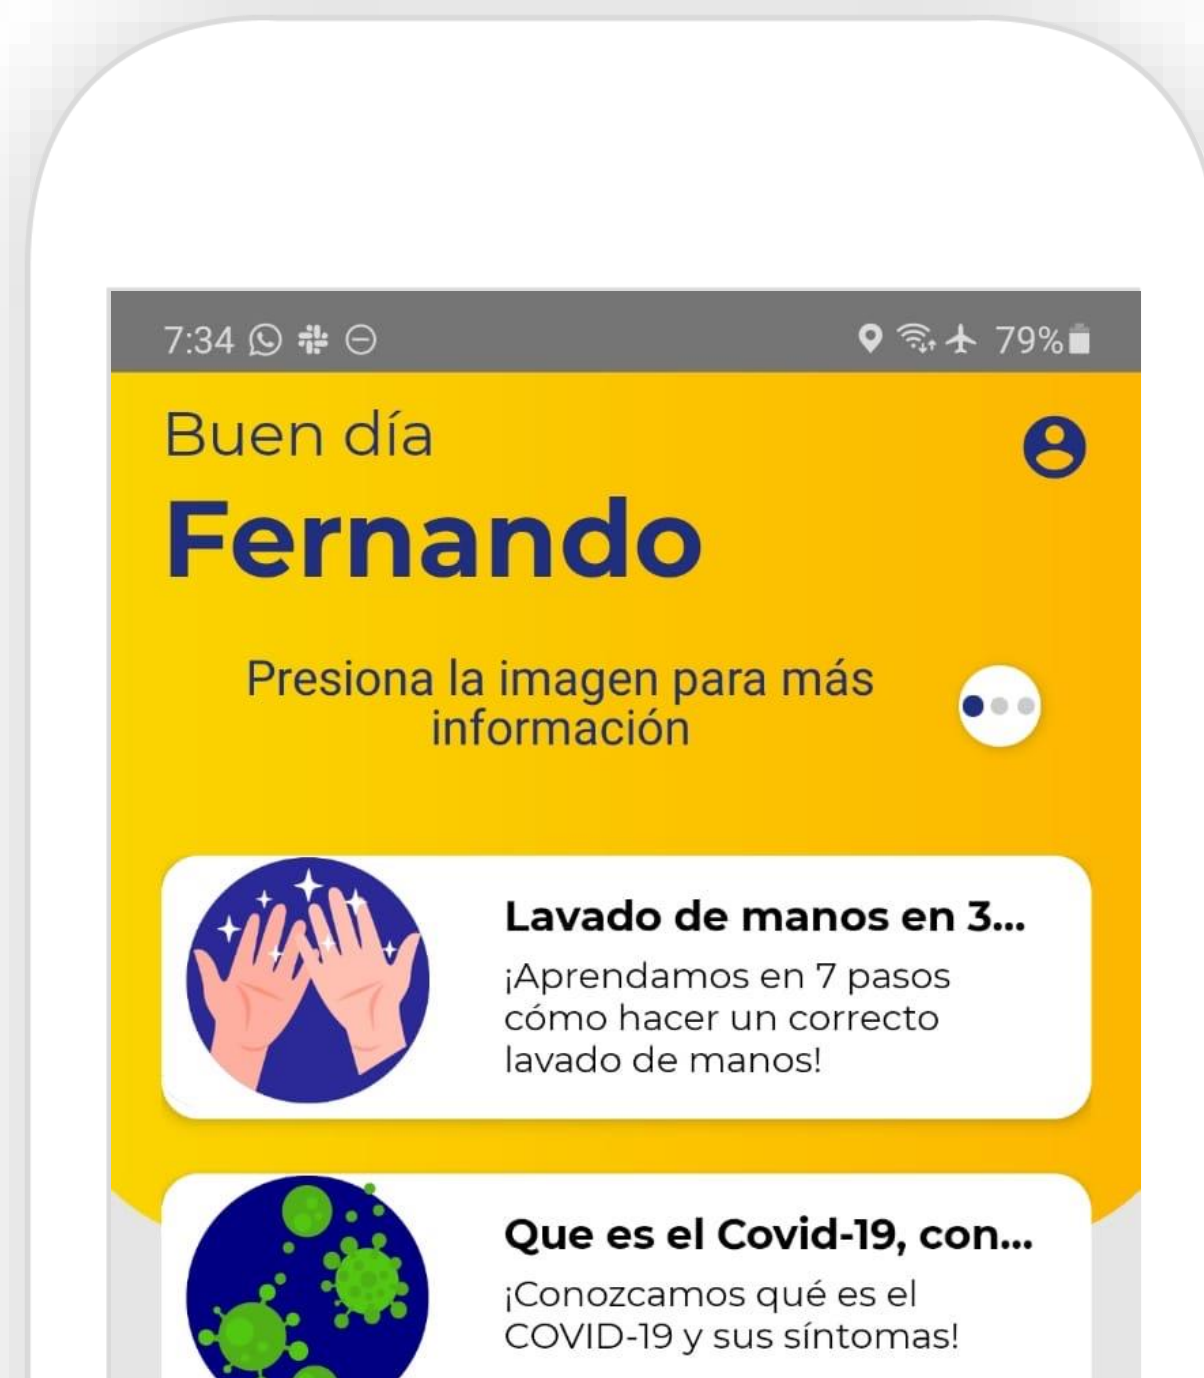 7:34
79%
Buen día
Fernando
Presiona la imagen para más
información
Lavado de manos en 3...
¡Aprendamos en 7 pasos
cómo hacer un correcto
lavado de manos!
Que es el Covid-19, con...
¡Conozcamos qué es el
COVID-19 y sus síntomas!